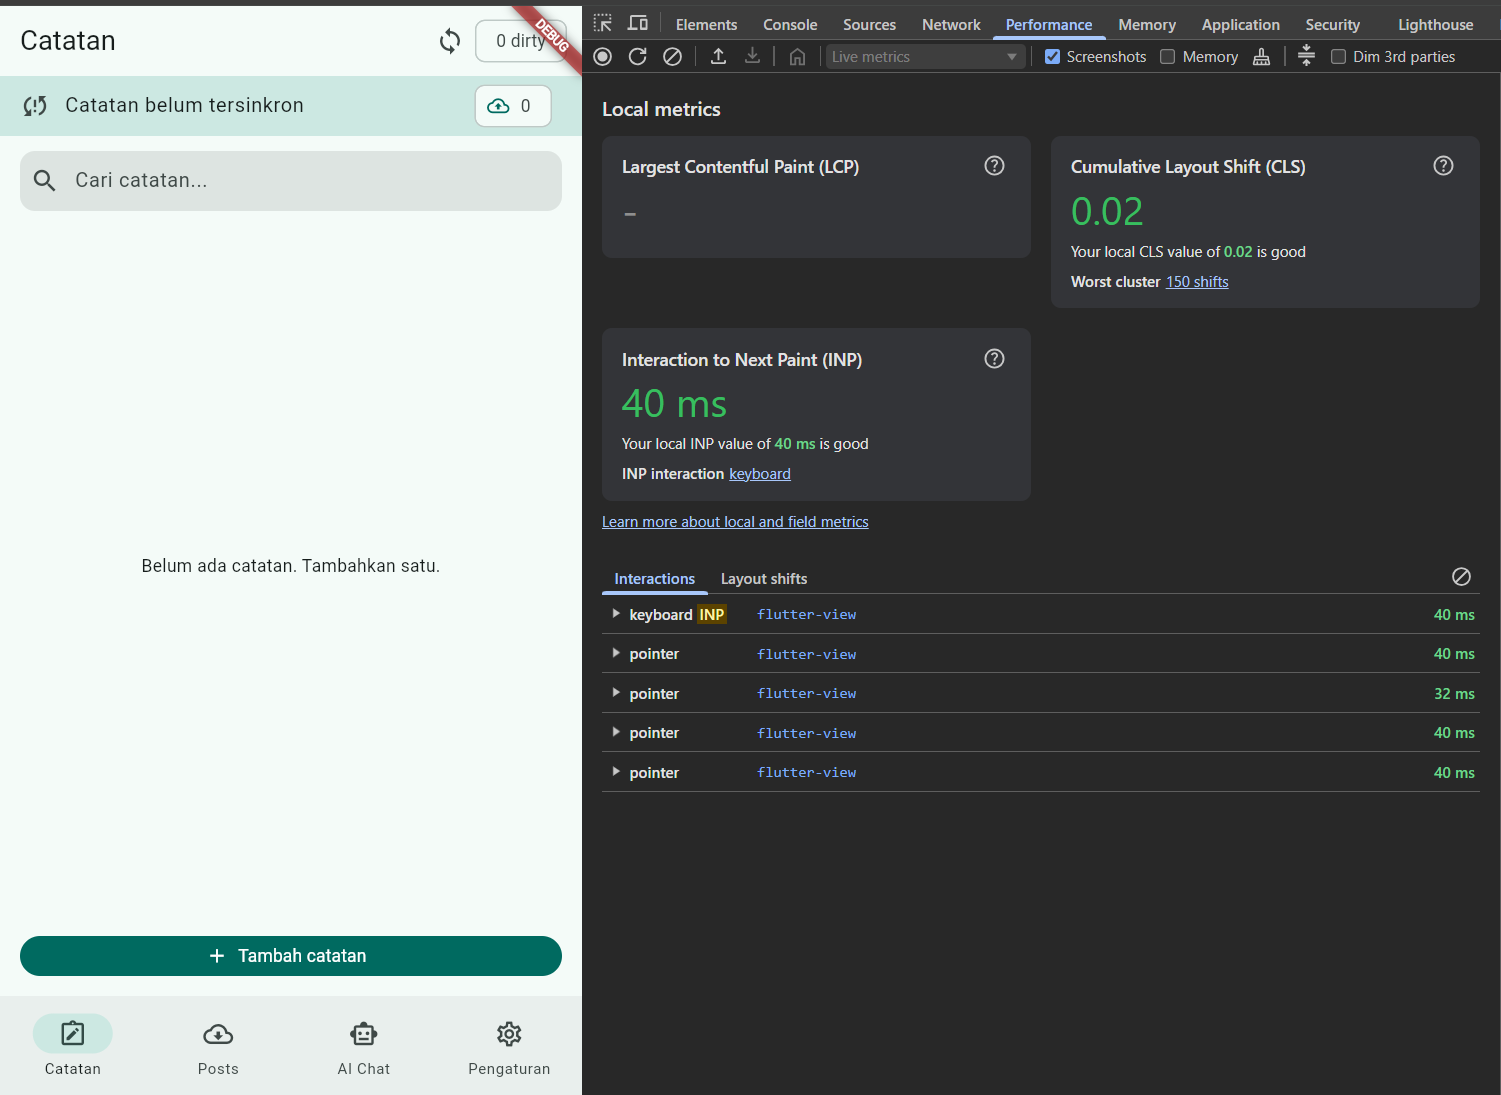 Catatan
0 dirty
DEBUG
Catatan belum tersinkron
0
Cari catatan...
Belum ada catatan. Tambahkan satu.
+ Tambah catatan
Catatan
Posts
AI Chat
Pengaturan
Elements Console Sources Network Performance Memory Application Security Lighthouse
Live metrics Screenshots Memory Dim 3rd parties
Local metrics
Largest Contentful Paint (LCP)
-
Cumulative Layout Shift (CLS)
0.02
Your local CLS value of 0.02 is good
Worst cluster 150 shifts
Interaction to Next Paint (INP)
40 ms
Your local INP value of 40 ms is good
INP interaction keyboard
Learn more about local and field metrics
Interactions Layout shifts
keyboard INP flutter-view 40 ms
pointer flutter-view 40 ms
pointer flutter-view 32 ms
pointer flutter-view 40 ms
pointer flutter-view 40 ms